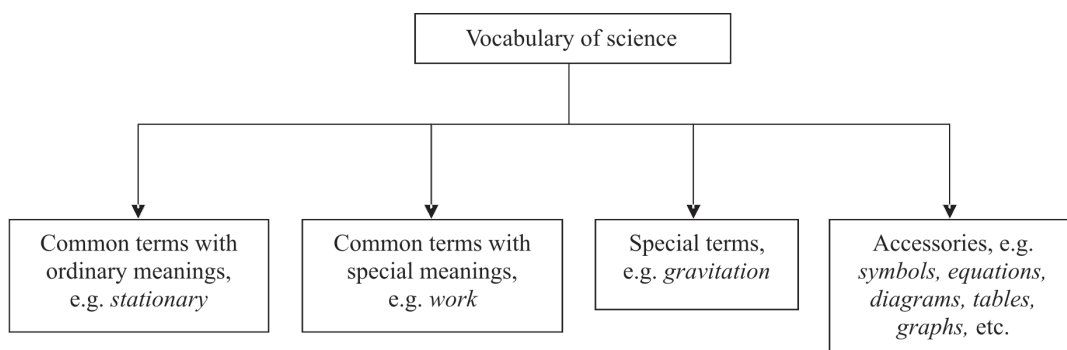 Vocabulary of science
Common terms with
ordinary meanings,
e.g. stationary
Common terms with
special meanings,
e.g. work
Special terms,
e.g. gravitation
Accessories, e.g.
symbols, equations,
diagrams, tables,
graphs, etc.